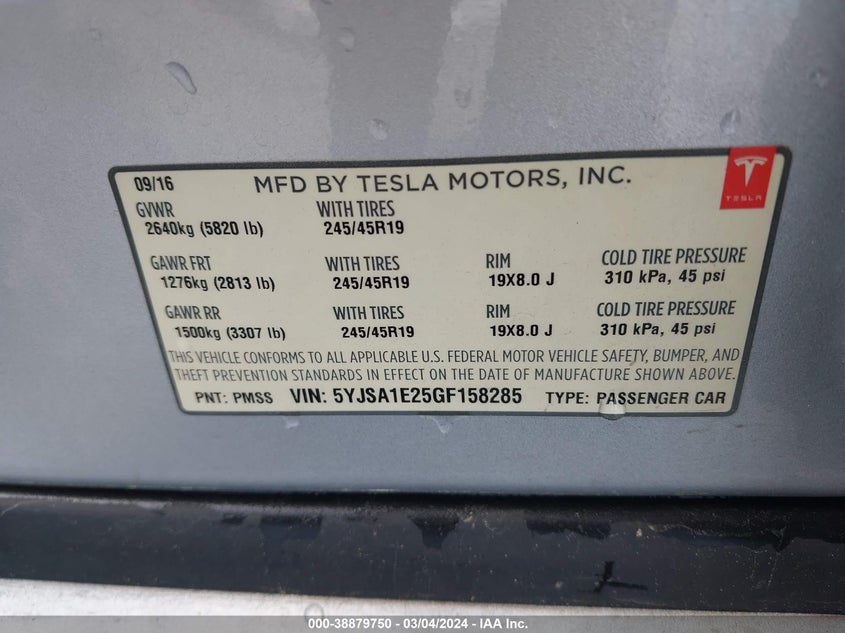 09/16 MFD BY TESLA MOTORS, INC.
TESLA
GVWR WITH TIRES
2640kg (5820 lb) 245/45R19
GAWR FRT WITH TIRES RIM COLD TIRE PRESSURE
1276kg (2813 lb) 245/45R19 19X8.0 J 310 kPa, 45 psi
GAWR RR WITH TIRES RIM COLD TIRE PRESSURE
1500kg (3307 lb) 245/45R19 19X8.0 J 310 kPa, 45 psi
THIS VEHICLE CONFORMS TO ALL APPLICABLE U.S. FEDERAL MOTOR VEHICLE SAFETY, BUMPER, AND
THEFT PREVENTION STANDARDS IN EFFECT ON THE DATE OF MANUFACTURE SHOWN ABOVE.
PNT: PMSS VIN: 5YJSA1E25GF158285 TYPE: PASSENGER CAR
000-38879750 - 03/04/2024 - IAA Inc.